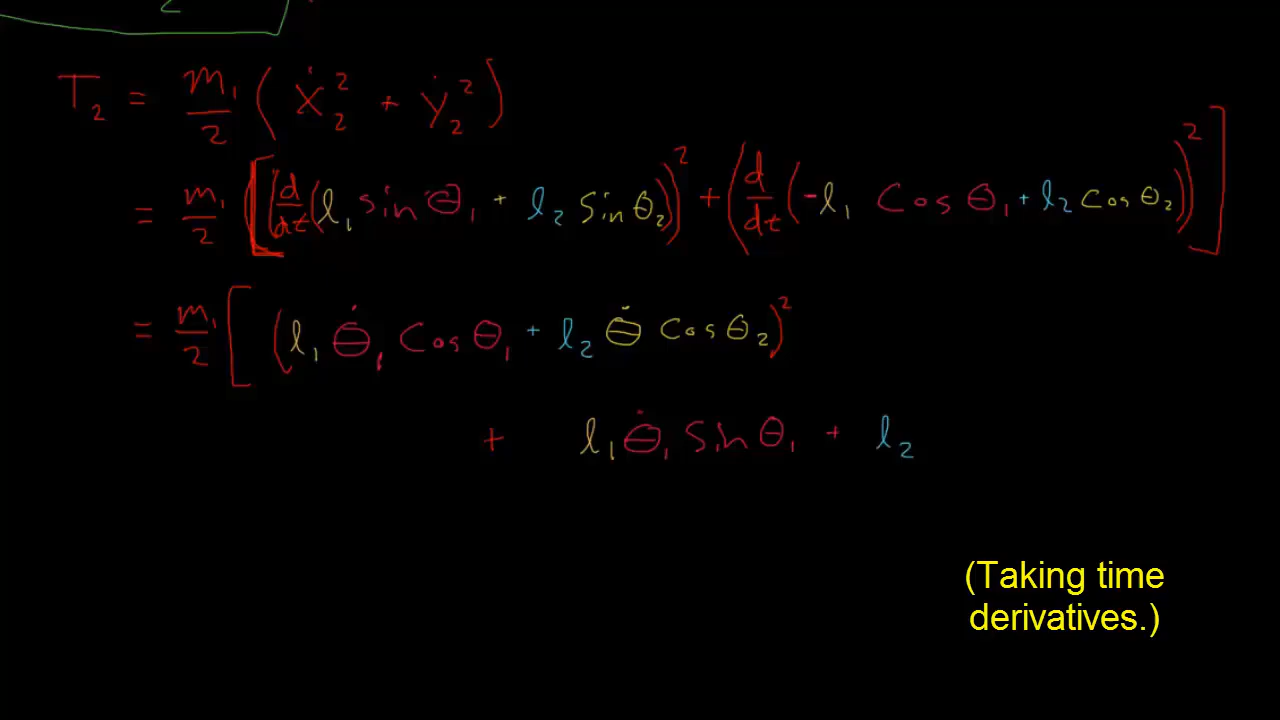 T₂ = m₁/2 ( ẋ₂² + ẏ₂² )
= m₁/2 ( [ ( d/dt ( l₁ sin θ₁ + l₂ sin θ₂ ) )² + ( d/dt ( -l₁ cos θ₁ + l₂ cos θ₂ ) )² ]
= m₁/2 [ ( l₁ θ̇₁ cos θ₁ + l₂ θ̇ cos θ₂ )²
+ l₁ θ̇₁ sin θ₁ + l₂
(Taking time
derivatives.)